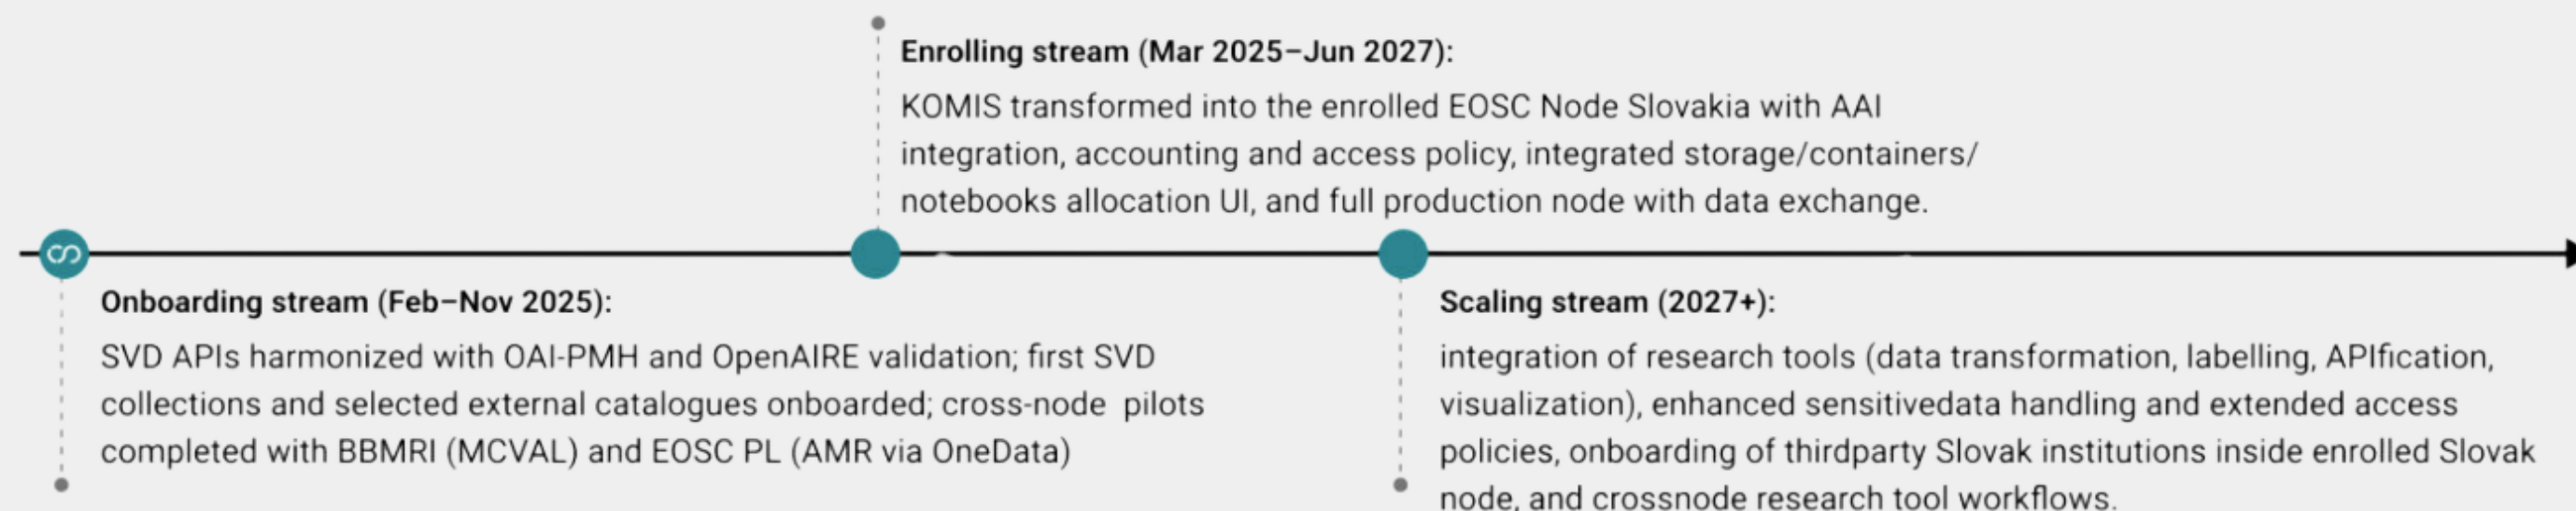 Enrolling stream (Mar 2025–Jun 2027):
KOMIS transformed into the enrolled EOSC Node Slovakia with AAI
integration, accounting and access policy, integrated storage/containers/
notebooks allocation UI, and full production node with data exchange.
Onboarding stream (Feb–Nov 2025):
SVD APIs harmonized with OAI-PMH and OpenAIRE validation; first SVD
collections and selected external catalogues onboarded; cross-node  pilots
completed with BBMRI (MCVAL) and EOSC PL (AMR via OneData)
Scaling stream (2027+):
integration of research tools (data transformation, labelling, APIfication,
visualization), enhanced sensitivedata handling and extended access
policies, onboarding of thirdparty Slovak institutions inside enrolled Slovak
node, and crossnode research tool workflows.